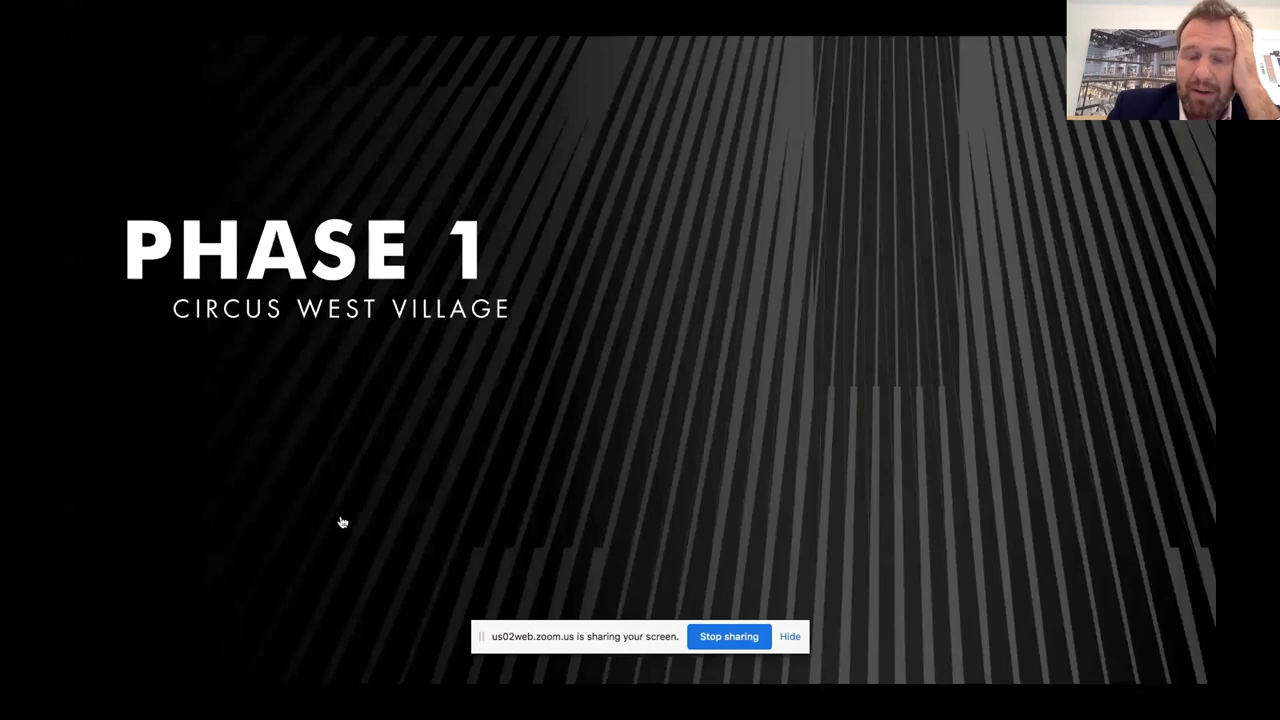 PHASE 1
CIRCUS WEST VILLAGE
us02web.zoom.us is sharing your screen.
Stop sharing
Hide